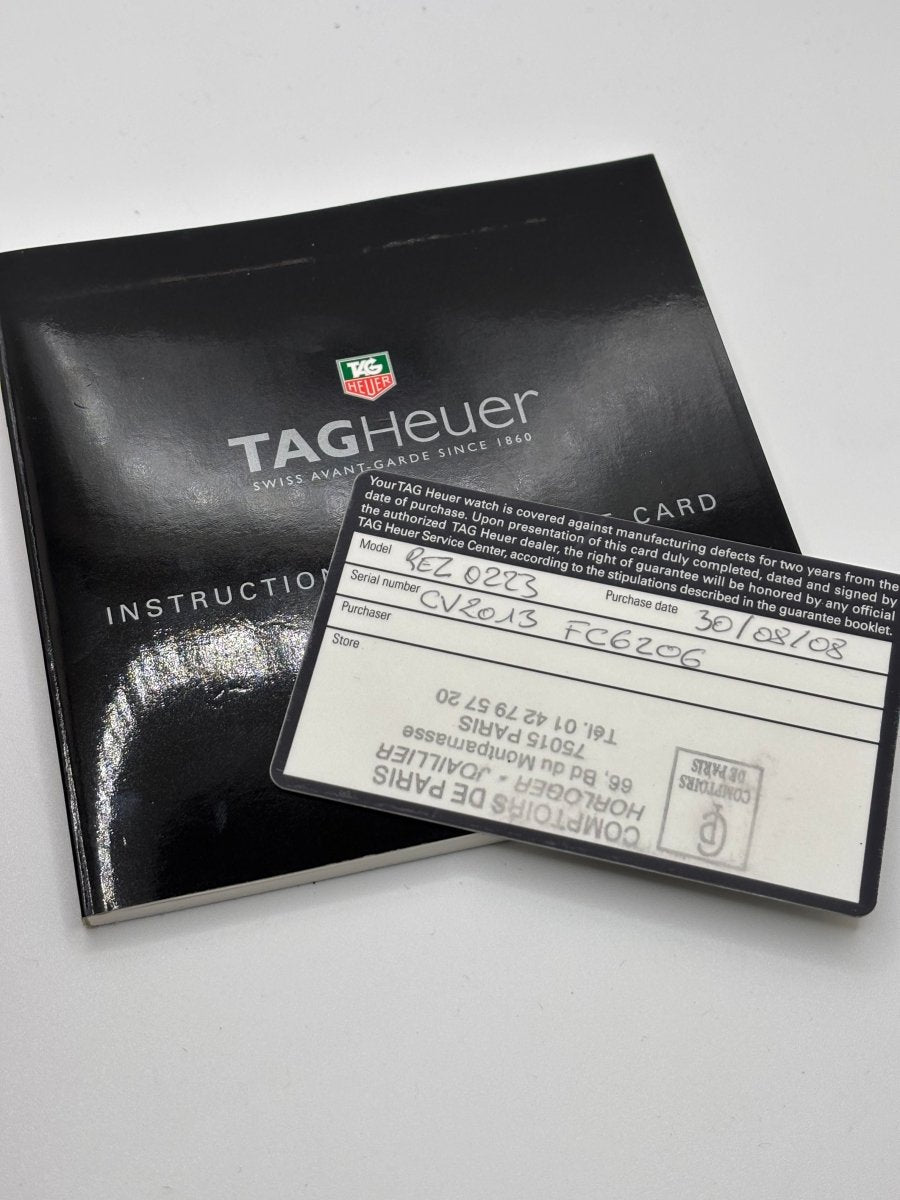 TAG
HEUER
TAGHeuer
SWISS AVANT-GARDE SINCE 1860
INSTRUCTION
CARD
Your TAG Heuer watch is covered against manufacturing defects for two years from the
date of purchase. Upon presentation of this card duly completed, dated and signed by
the authorized TAG Heuer dealer, the right of guarantee will be honored by any official
TAG Heuer Service Center, according to the stipulations described in the guarantee booklet.
Model REZ 0223 Purchase date 30/08/08
Serial number CV2013 FC6206
Purchaser
Store
COMPTOIRS DE PARIS
HORLOGER - JOAILLIER
66, Bd du Montparnasse
75015 PARIS
Tél. 01 42 79 57 20
COMPTOIRS
DE PARIS